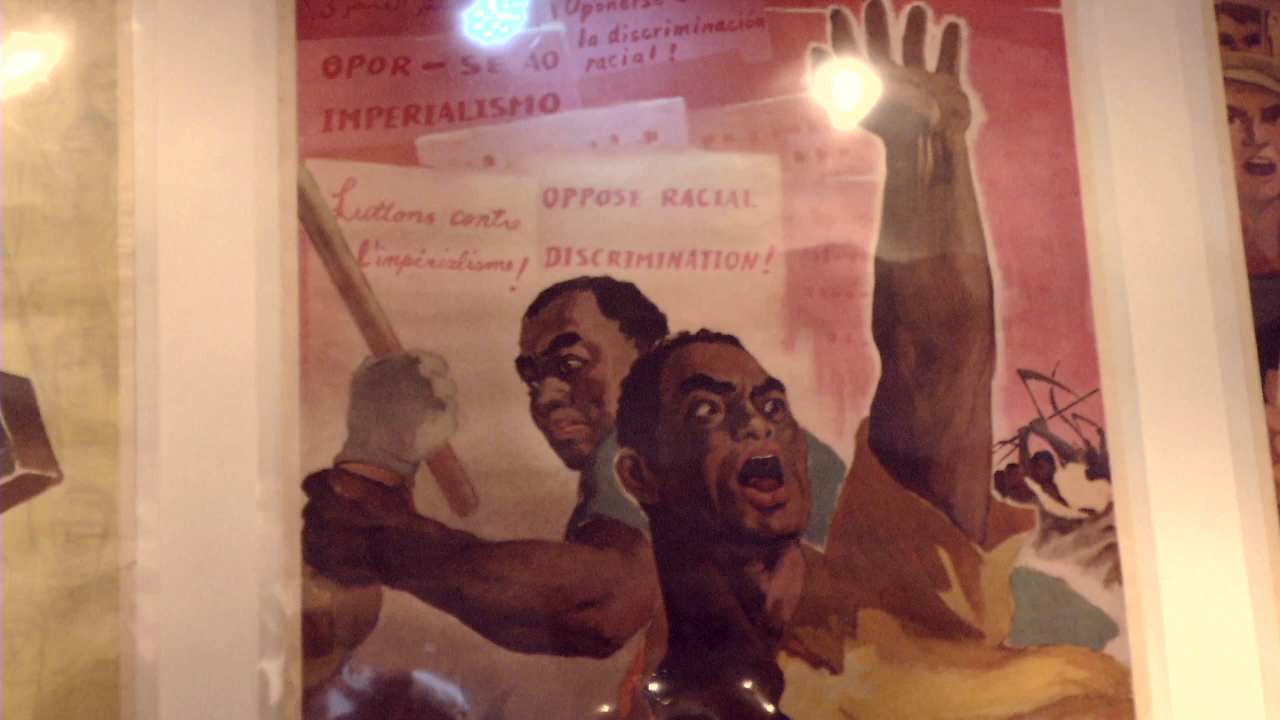 Oponerse
la discriminación
racial!
OPOR – SE AO
IMPERIALISMO
Luttons contre
l'impérialisme!
OPPOSE RACIAL
DISCRIMINATION!